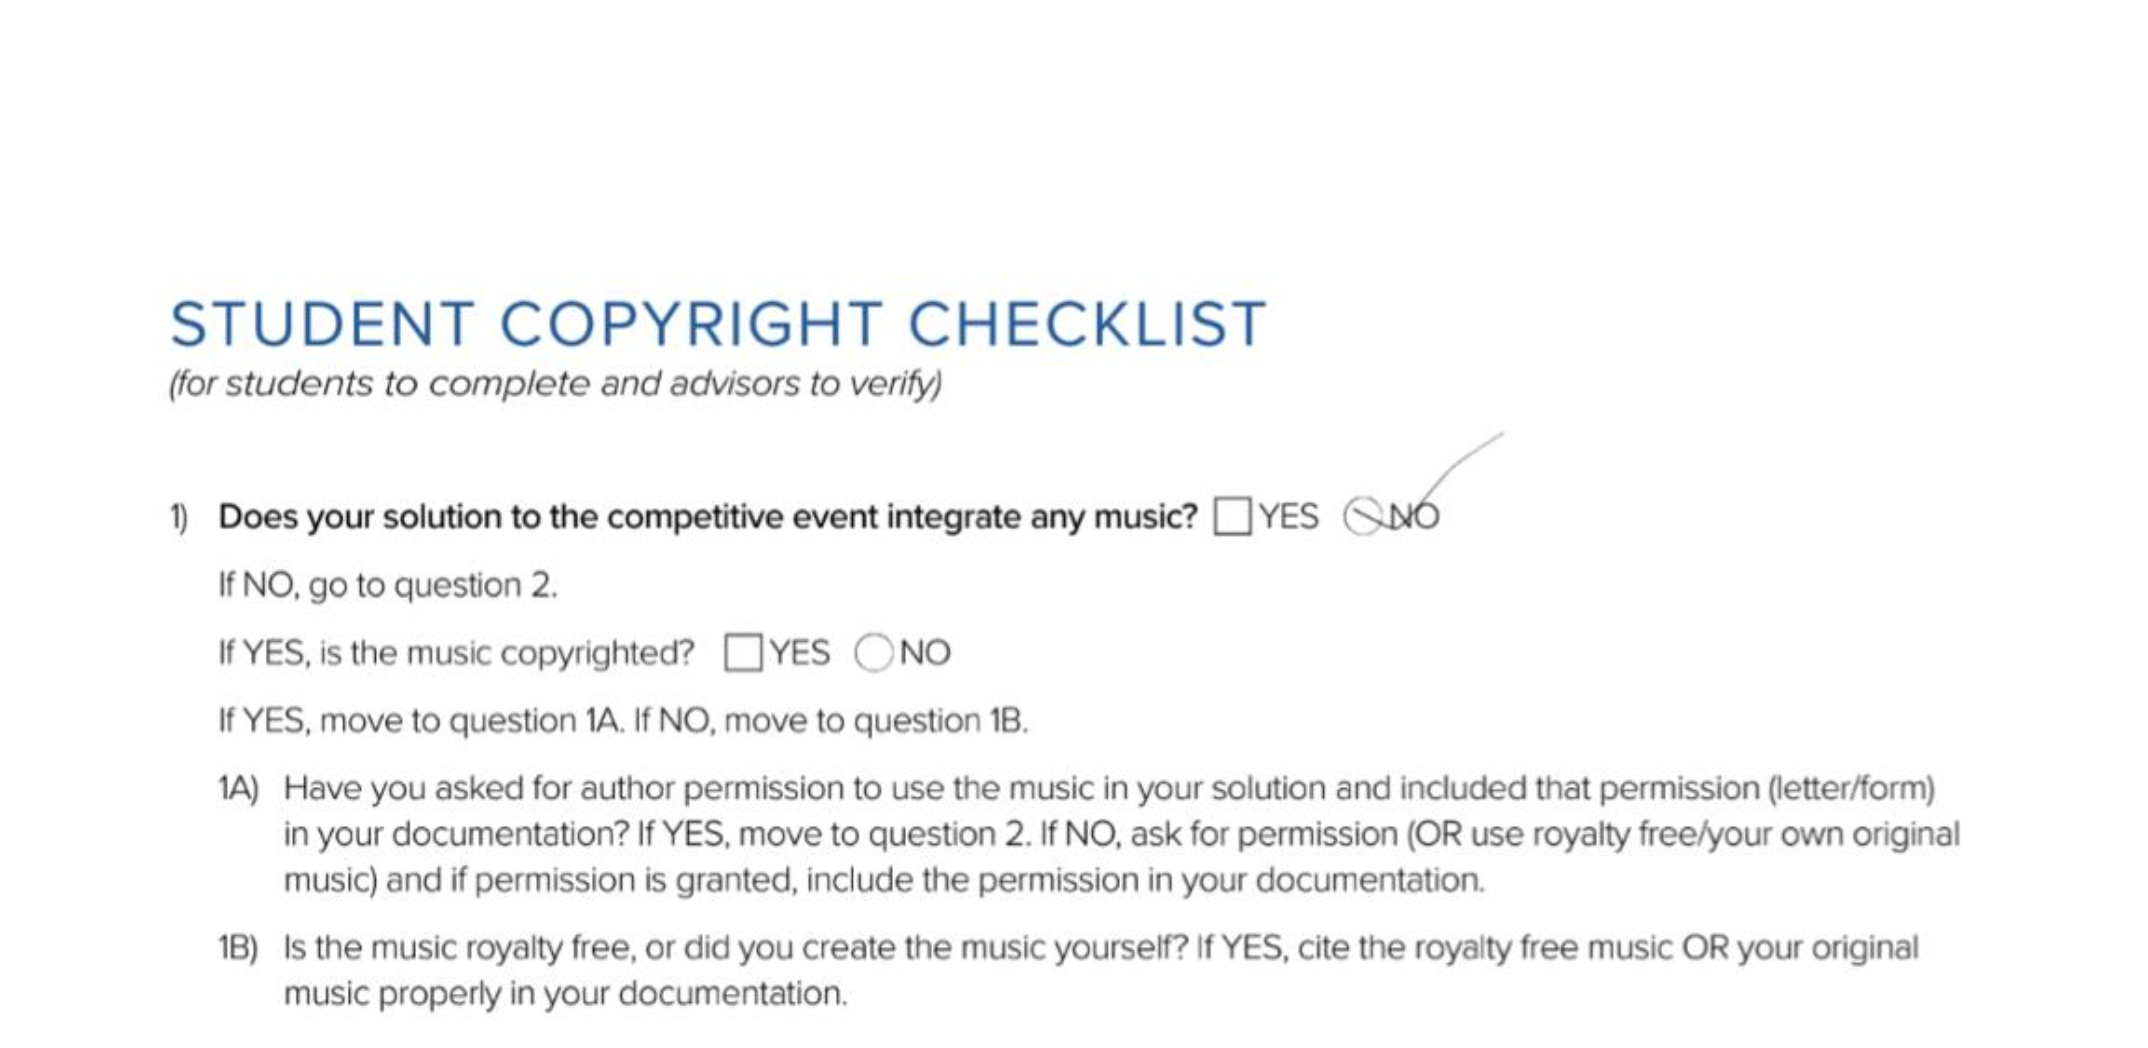 STUDENT COPYRIGHT CHECKLIST
(for students to complete and advisors to verify)
1) Does your solution to the competitive event integrate any music? YES NO
If NO, go to question 2.
If YES, is the music copyrighted? YES NO
If YES, move to question 1A. If NO, move to question 1B.
1A) Have you asked for author permission to use the music in your solution and included that permission (letter/form)
in your documentation? If YES, move to question 2. If NO, ask for permission (OR use royalty free/your own original
music) and if permission is granted, include the permission in your documentation.
1B) Is the music royalty free, or did you create the music yourself? If YES, cite the royalty free music OR your original
music properly in your documentation.